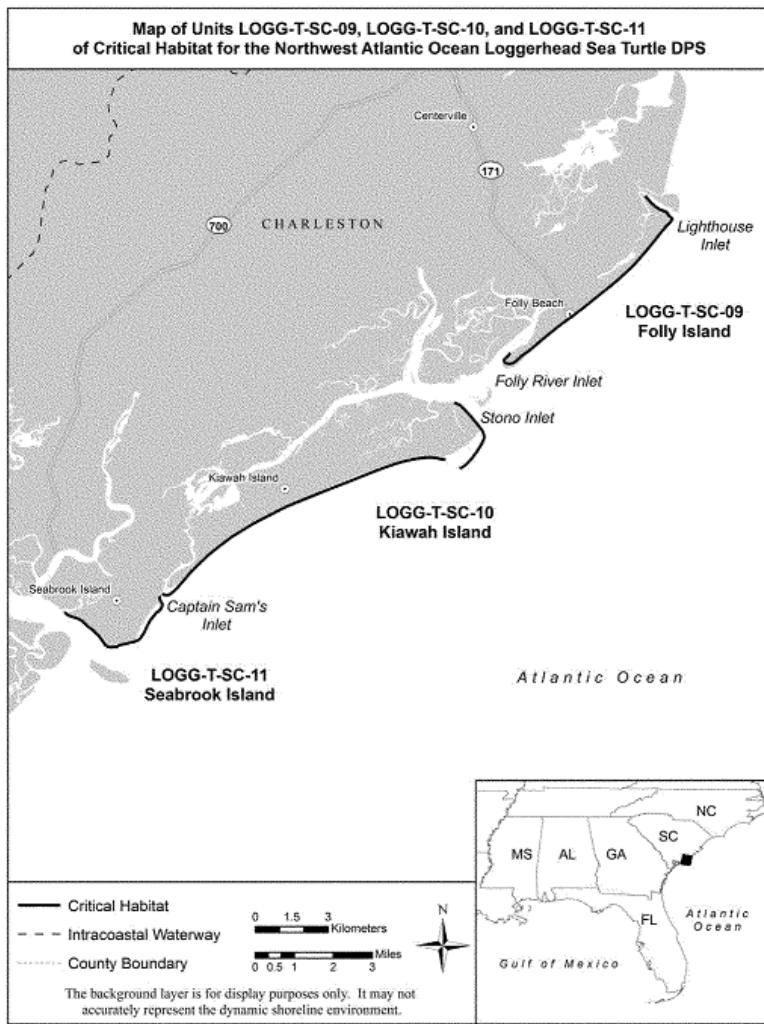 Map of Units LOGG-T-SC-09, LOGG-T-SC-10, and LOGG-T-SC-11
of Critical Habitat for the Northwest Atlantic Ocean Loggerhead Sea Turtle DPS
Centerville
171
700
CHARLESTON
Lighthouse
Inlet
Folly Beach
LOGG-T-SC-09
Folly Island
Folly River Inlet
Stono Inlet
Kiawah Island
LOGG-T-SC-10
Kiawah Island
Seabrook Island
Captain Sam's
Inlet
LOGG-T-SC-11
Seabrook Island
Atlantic Ocean
NC
SC
MS
AL
GA
FL
Atlantic
Ocean
Gulf of Mexico
Critical Habitat
Intracoastal Waterway
County Boundary
0 1.5 3
Kilometers
Miles
0 0.5 1 2 3
N
The background layer is for display purposes only. It may not
accurately represent the dynamic shoreline environment.